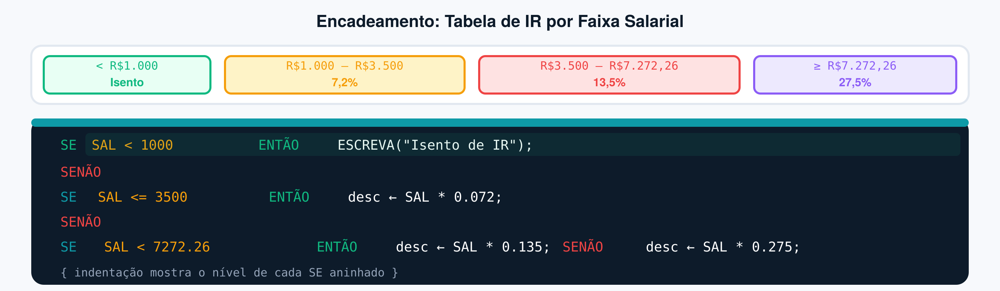 Encadeamento: Tabela de IR por Faixa Salarial
< R$1.000
Isento
R$1.000 – R$3.500
7,2%
R$3.500 – R$7.272,26
13,5%
≥ R$7.272,26
27,5%
SE SAL < 1000 ENTÃO ESCREVA("Isento de IR");
SENÃO
SE SAL <= 3500 ENTÃO desc ← SAL * 0.072;
SENÃO
SE SAL < 7272.26 ENTÃO desc ← SAL * 0.135; SENÃO desc ← SAL * 0.275;
{ indentação mostra o nível de cada SE aninhado }